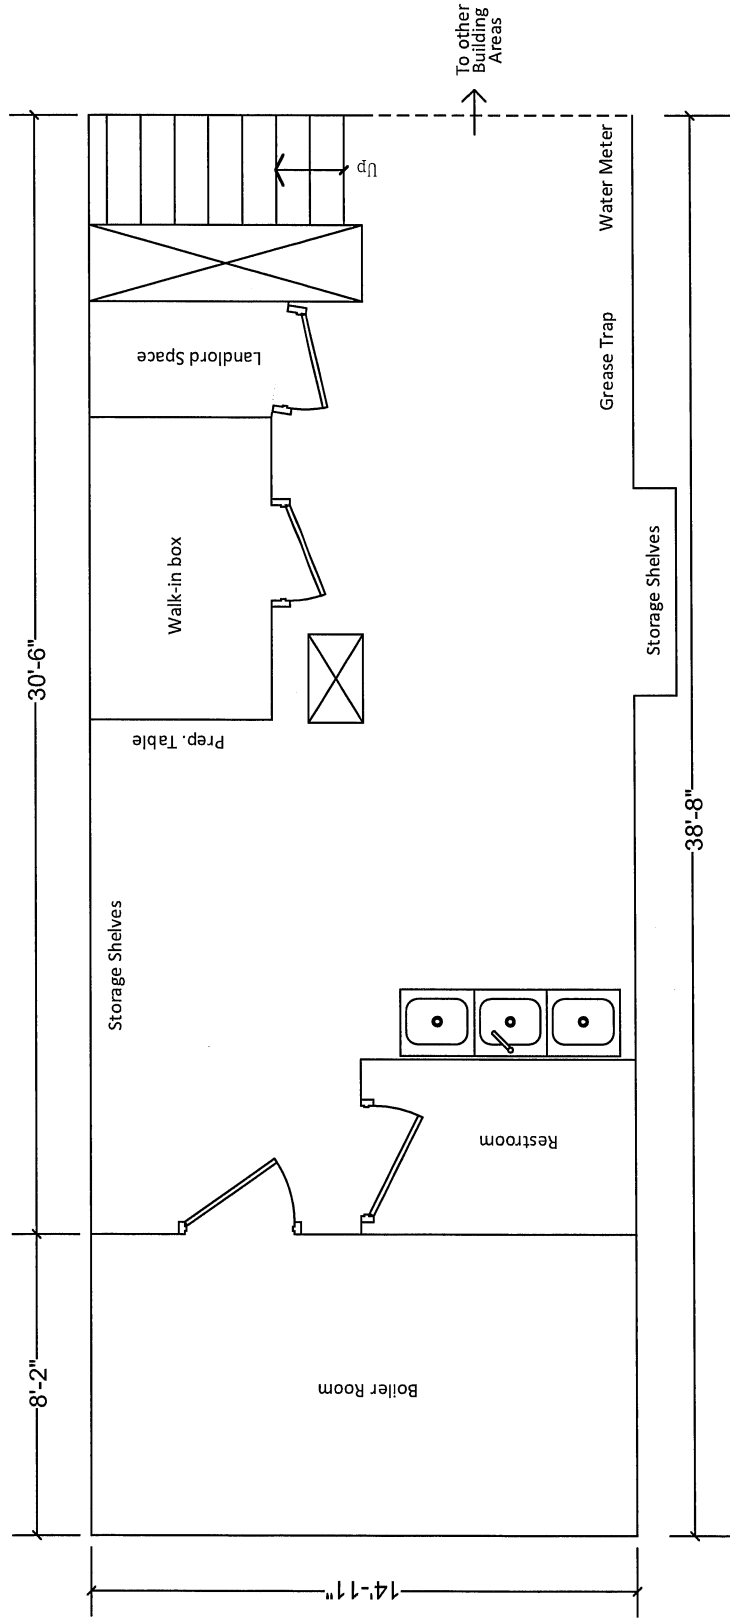 To other
Building
Areas
Up
Water Meter
Landlord Space
Grease Trap
Walk-in box
Storage Shelves
30'-6"
Prep. Table
38'-8"
Storage Shelves
Restroom
8'-2"
Boiler Room
14'-11"